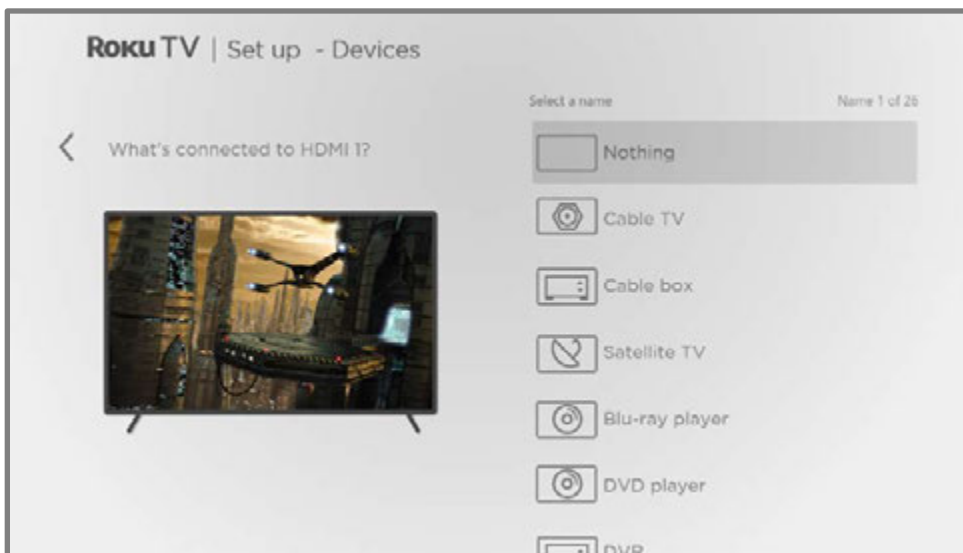 Roku TV | Set up - Devices
Select a name
Name 1 of 26
What's connected to HDMI 1?
Nothing
Cable TV
Cable box
Satellite TV
Blu-ray player
DVD player
DVR